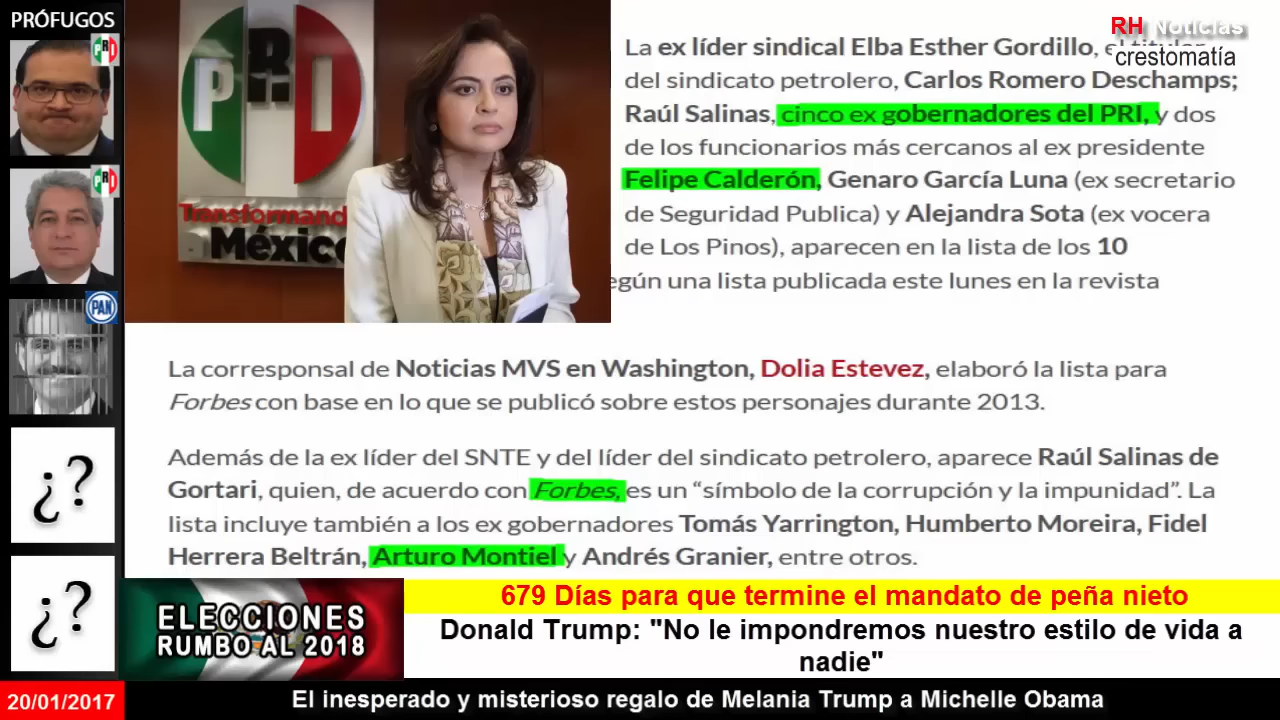 PRÓFUGOS
PRI
PRI
PAN
¿?
¿?
PRI
Transformand
México
RH Noticias
crestomatía
La ex líder sindical Elba Esther Gordillo, el titular
del sindicato petrolero, Carlos Romero Deschamps;
Raúl Salinas, cinco ex gobernadores del PRI, y dos
de los funcionarios más cercanos al ex presidente
Felipe Calderón, Genaro García Luna (ex secretario
de Seguridad Publica) y Alejandra Sota (ex vocera
de Los Pinos), aparecen en la lista de los 10
egún una lista publicada este lunes en la revista
La corresponsal de Noticias MVS en Washington, Dolia Estevez, elaboró la lista para
Forbes con base en lo que se publicó sobre estos personajes durante 2013.
Además de la ex líder del SNTE y del líder del sindicato petrolero, aparece Raúl Salinas de
Gortari, quien, de acuerdo con Forbes, es un “símbolo de la corrupción y la impunidad”. La
lista incluye también a los ex gobernadores Tomás Yarrington, Humberto Moreira, Fidel
Herrera Beltrán, Arturo Montiel y Andrés Granier, entre otros.
ELECCIONES
RUMBO AL 2018
679 Días para que termine el mandato de peña nieto
Donald Trump: "No le impondremos nuestro estilo de vida a
nadie"
20/01/2017
El inesperado y misterioso regalo de Melania Trump a Michelle Obama